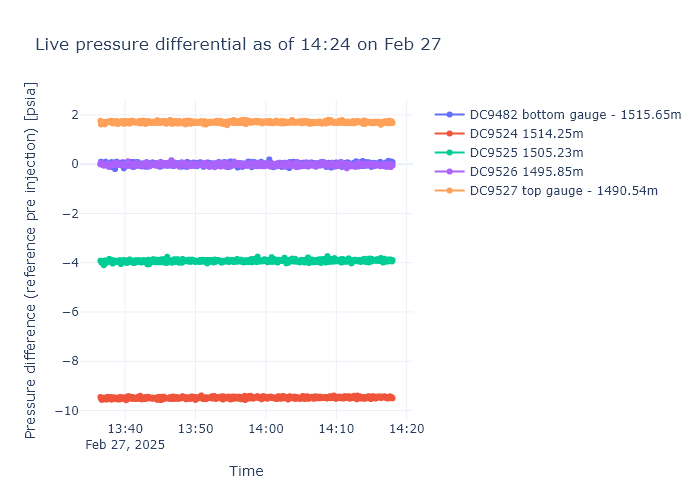 Live pressure differential as of 14:24 on Feb 27
Pressure difference (reference pre injection) [psia]
2
0
−2
−4
−6
−8
−10
13:40
Feb 27, 2025
13:50
14:00
14:10
14:20
Time
DC9482 bottom gauge - 1515.65m
DC9524 1514.25m
DC9525 1505.23m
DC9526 1495.85m
DC9527 top gauge - 1490.54m